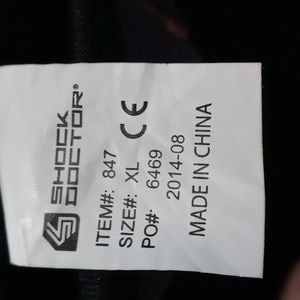 SHOCK
DOCTOR®
ITEM#: 847
SIZE#: XL CE
PO#: 6469
2014-08
MADE IN CHINA